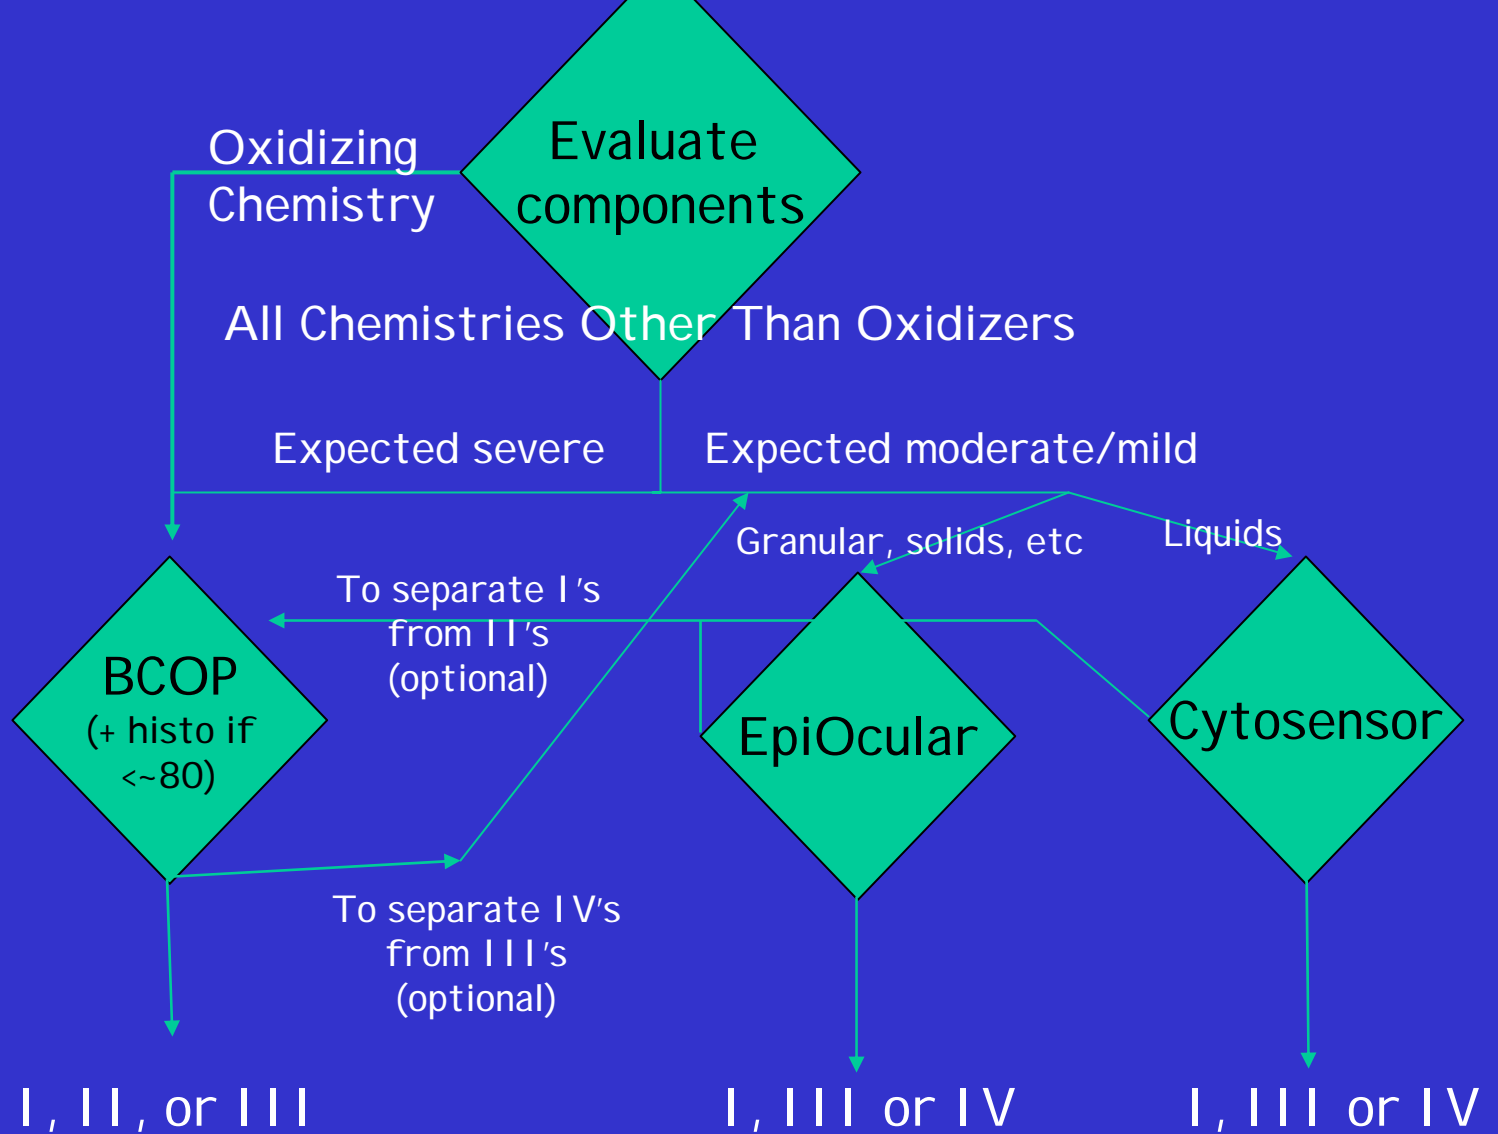 Evaluate
components
Oxidizing
Chemistry
All Chemistries Other Than Oxidizers
Expected severe
Expected moderate/mild
Granular, solids, etc
Liquids
To separate I's
from II's
(optional)
BCOP
(+ histo if
<~80)
EpiOcular
Cytosensor
To separate IV's
from III's
(optional)
I, II, or III
I, III or IV
I, III or IV